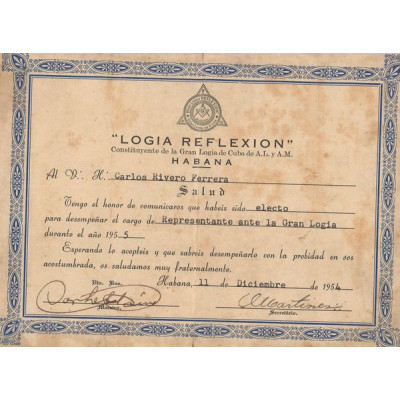 "LOGIA REFLEXION"
Constituyente de la Gran Logia de Cuba de A.L. y A.M.
HABANA
Al V∴ H∴ Carlos Rivero Ferrera
Salud
Tengo el honor de comunicaros que habeis sido electo
para desempeñar el cargo de Representante ante la Gran Logia
durante el año 1955.
Esperando lo acepteis y que sabreis desempeñarlo con la probidad en vos
acostumbrada, os saludamos muy fraternalmente.
Habana, 11 de Diciembre de 1954
Secretario.